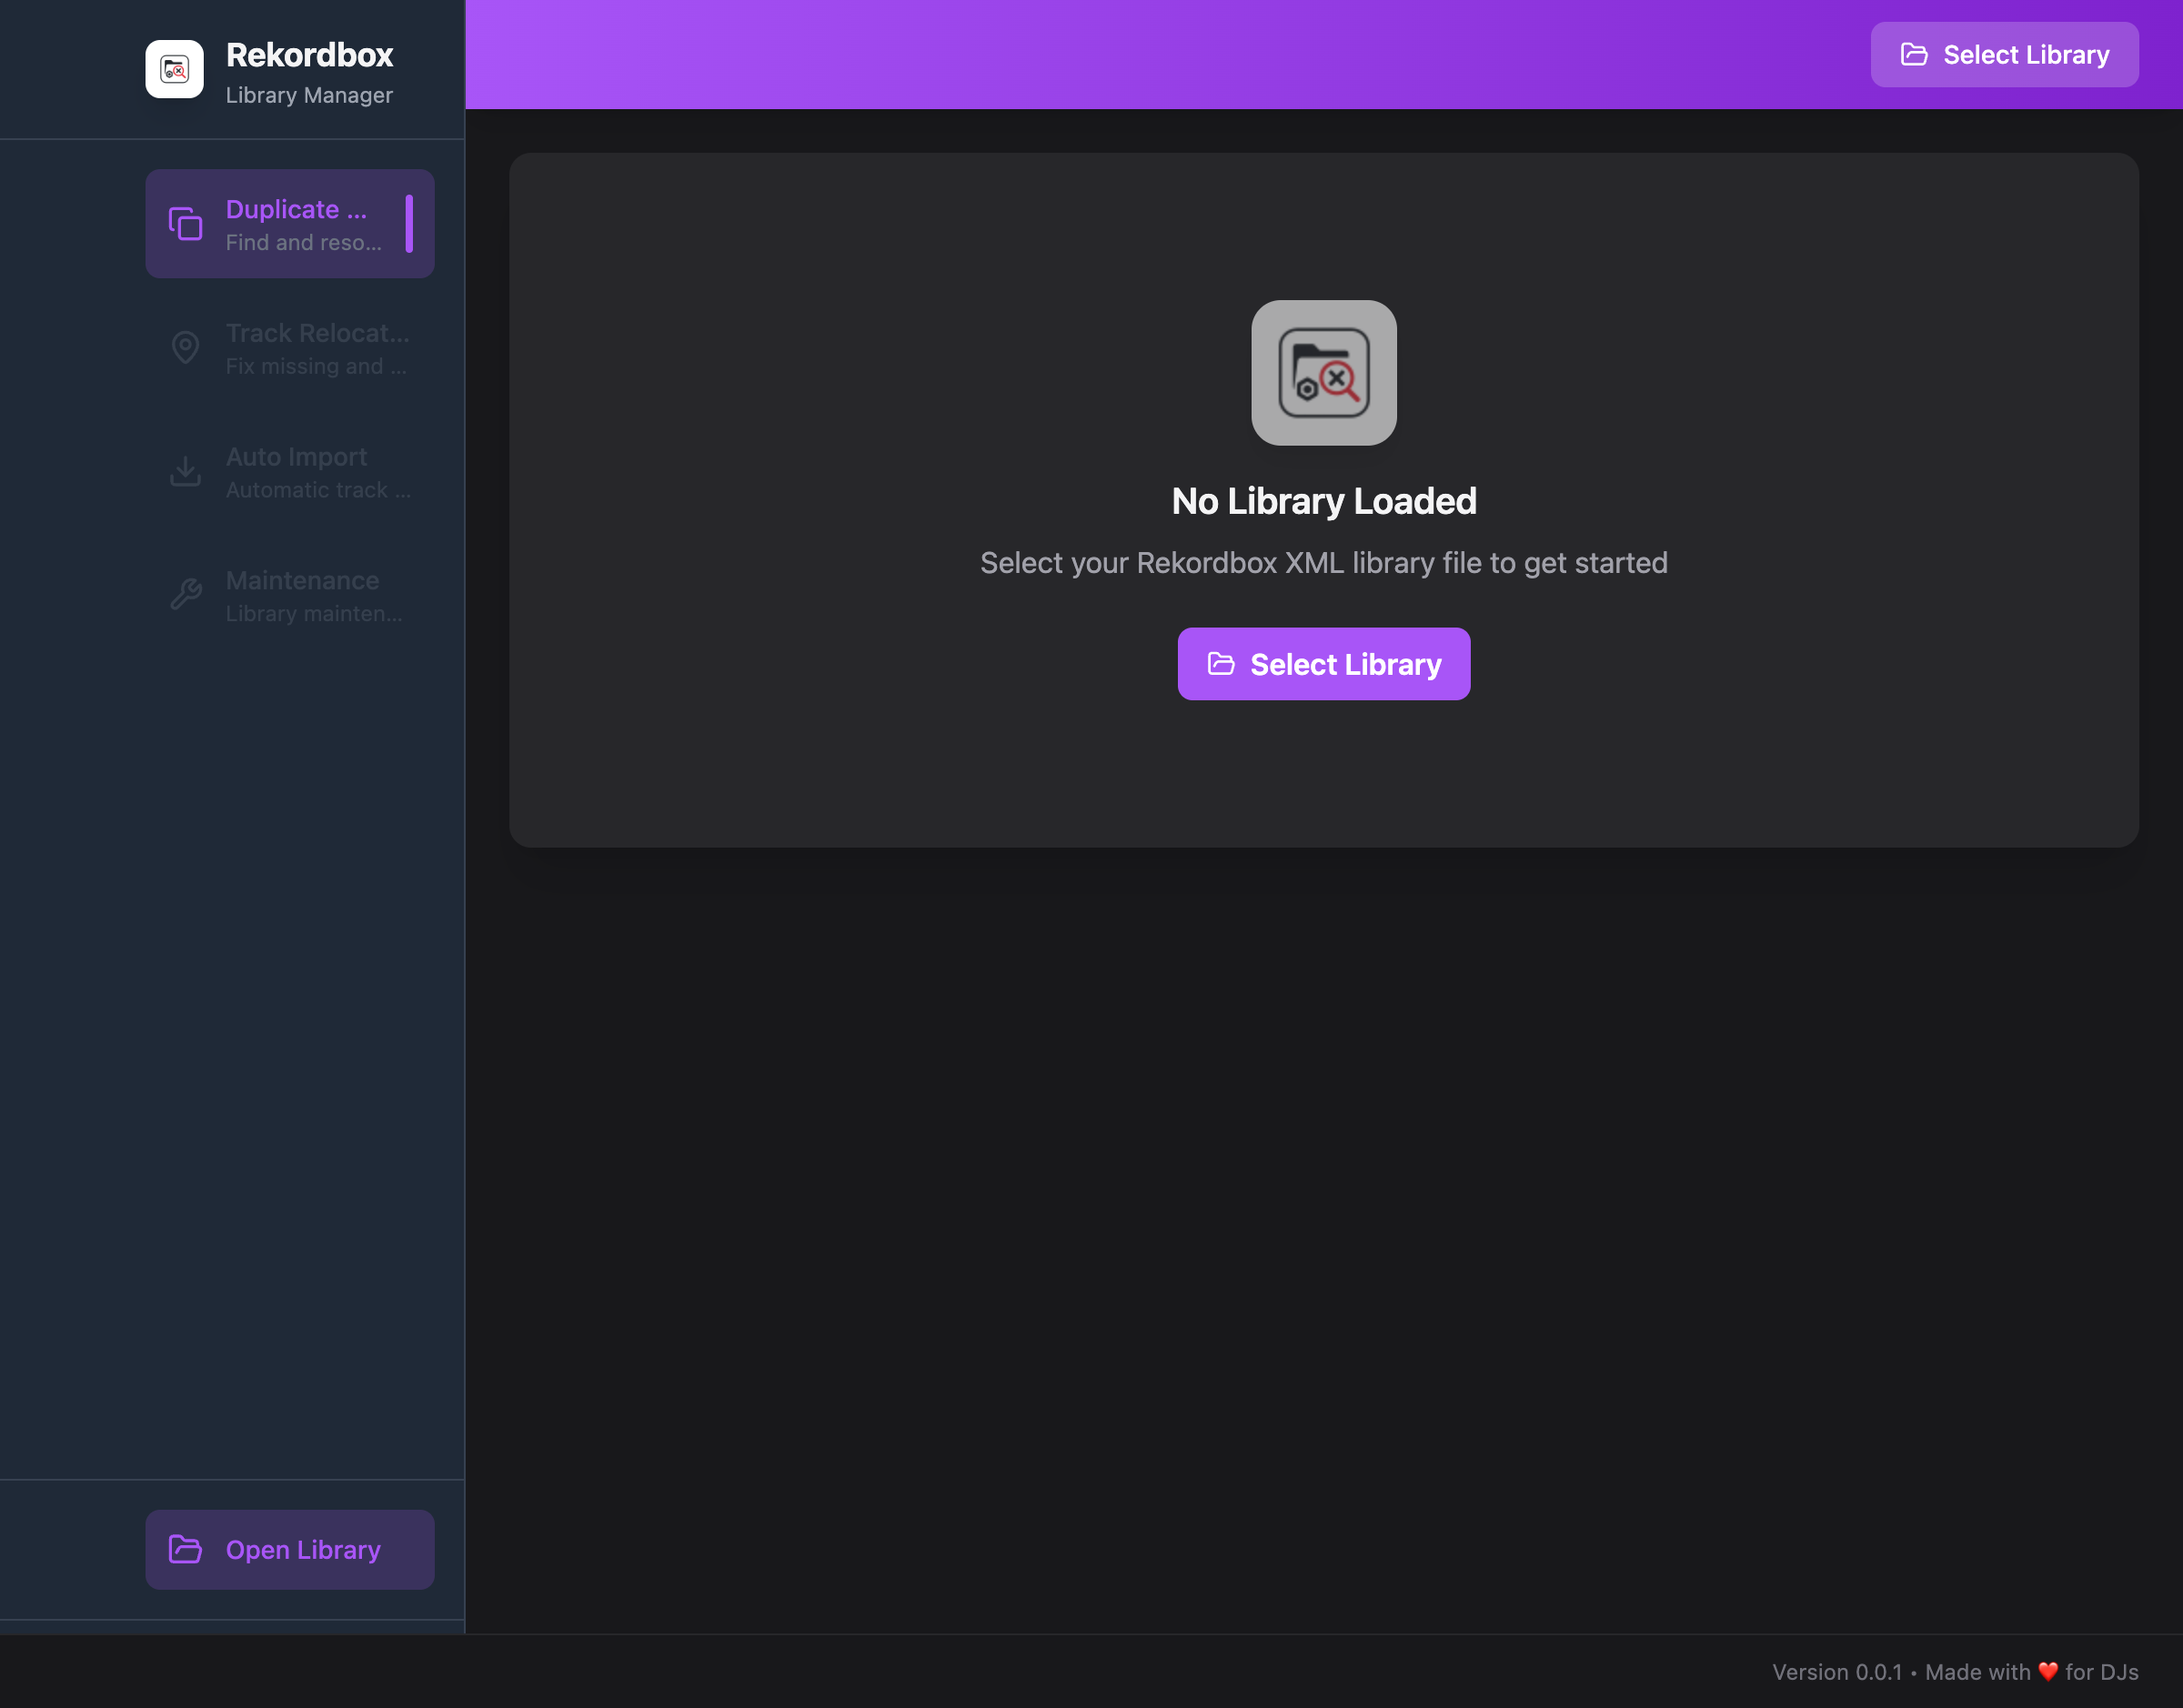 Rekordbox
Library Manager
Duplicate ...
Find and reso...
Track Relocat...
Fix missing and ...
Auto Import
Automatic track ...
Maintenance
Library mainten...
Open Library
Select Library
No Library Loaded
Select your Rekordbox XML library file to get started
Select Library
Version 0.0.1 • Made with ❤️ for DJs